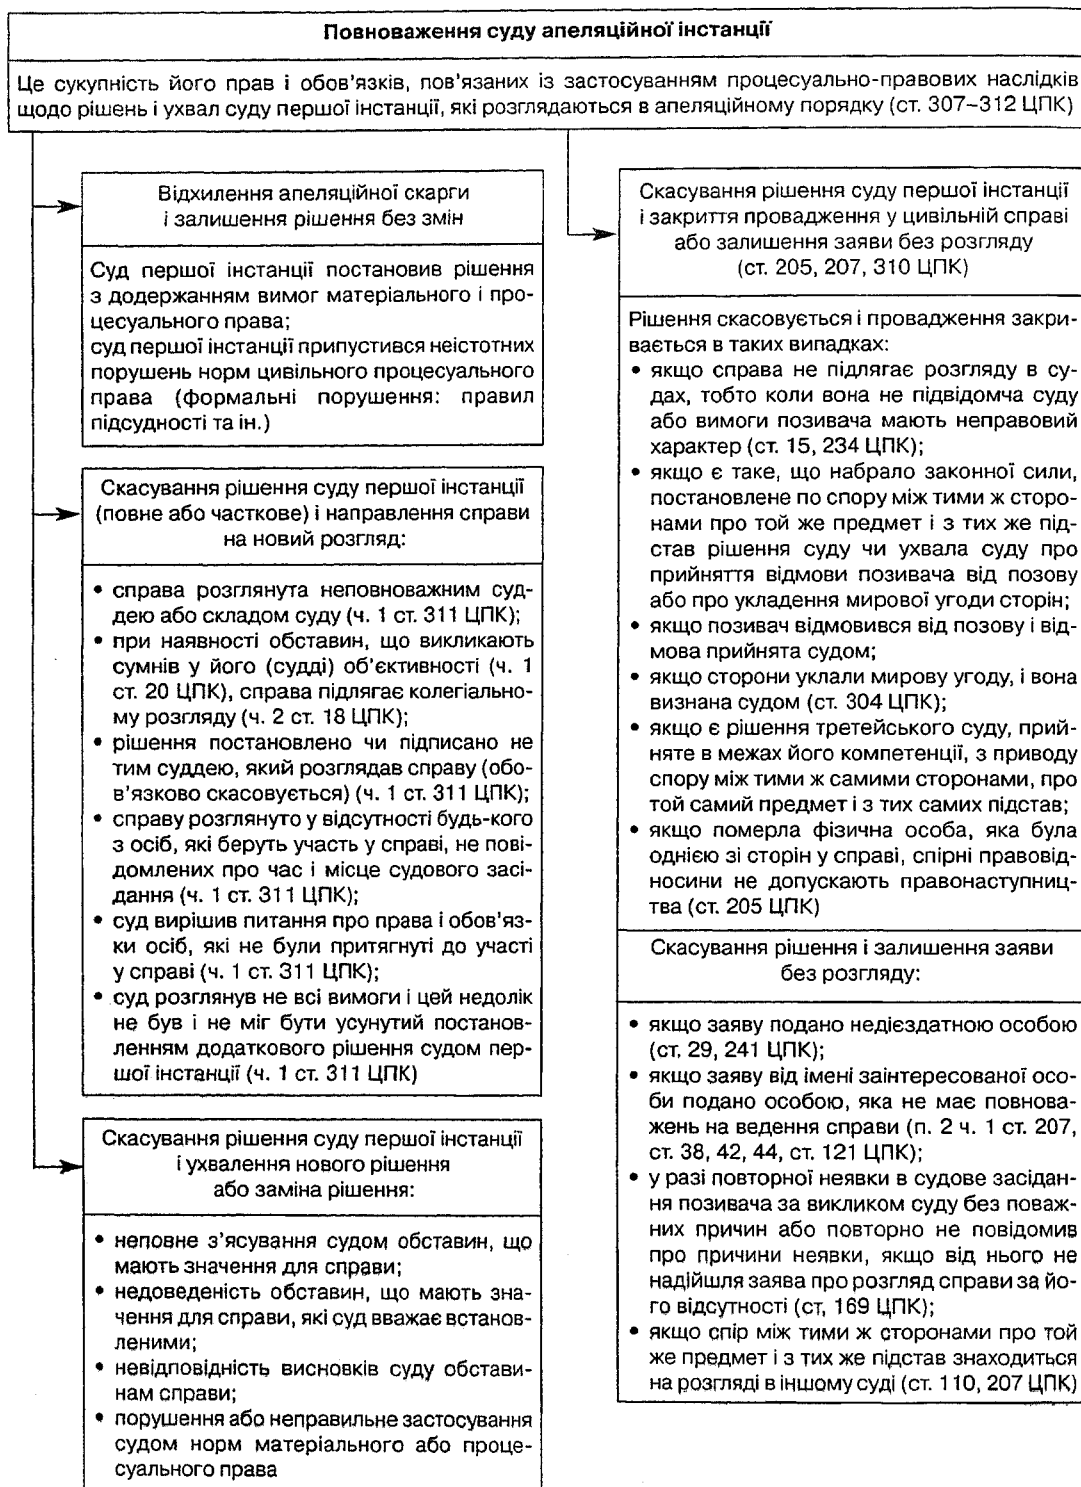 Повноваження суду апеляційної інстанції
Це сукупність його прав і обов'язків, пов'язаних із застосуванням процесуально-правових наслідків
щодо рішень і ухвал суду першої інстанції, які розглядаються в апеляційному порядку (ст. 307–312 ЦПК)
Відхилення апеляційної скарги
і залишення рішення без змін
Суд першої інстанції постановив рішення
з додержанням вимог матеріального і про-
цесуального права;
суд першої інстанції припустився неістотних
порушень норм цивільного процесуального
права (формальні порушення: правил
підсудності та ін.)
Скасування рішення суду першої інстанції
(повне або часткове) і направлення справи
на новий розгляд:
• справа розглянута неповноважним суд-
дею або складом суду (ч. 1 ст. 311 ЦПК);
• при наявності обставин, що викликають
сумнів у його (судді) об'єктивності (ч. 1
ст. 20 ЦПК), справа підлягає колегіально-
му розгляду (ч. 2 ст. 18 ЦПК);
• рішення постановлено чи підписано не
тим суддею, який розглядав справу (обо-
в'язково скасовується) (ч. 1 ст. 311 ЦПК);
• справу розглянуто у відсутності будь-кого
з осіб, які беруть участь у справі, не пові-
домлених про час і місце судового засі-
дання (ч. 1 ст. 311 ЦПК);
• суд вирішив питання про права і обов'яз-
ки осіб, які не були притягнуті до участі
у справі (ч. 1 ст. 311 ЦПК);
• суд розглянув не всі вимоги і цей недолік
не був і не міг бути усунутий постанов-
ленням додаткового рішення судом пер-
шої інстанції (ч. 1 ст. 311 ЦПК)
Скасування рішення суду першої інстанції
і ухвалення нового рішення
або заміна рішення:
• неповне з'ясування судом обставин, що
мають значення для справи;
• недоведеність обставин, що мають зна-
чення для справи, які суд вважає встанов-
леними;
• невідповідність висновків суду обстави-
нам справи;
• порушення або неправильне застосування
судом норм матеріального або проце-
суального права
Скасування рішення суду першої інстанції
і закриття провадження у цивільній справі
або залишення заяви без розгляду
(ст. 205, 207, 310 ЦПК)
Рішення скасовується і провадження закри-
вається в таких випадках:
• якщо справа не підлягає розгляду в су-
дах, тобто коли вона не підвідомча суду
або вимоги позивача мають неправовий
характер (ст. 15, 234 ЦПК);
• якщо є таке, що набрало законної сили,
постановлене по спору між тими ж сторо-
нами про той же предмет і з тих же під-
став рішення суду чи ухвала суду про
прийняття відмови позивача від позову
або про укладення мирової угоди сторін;
• якщо позивач відмовився від позову і від-
мова прийнята судом;
• якщо сторони уклали мирову угоду, і вона
визнана судом (ст. 304 ЦПК);
• якщо є рішення третейського суду, прий-
няте в межах його компетенції, з приводу
спору між тими ж самими сторонами, про
той самий предмет і з тих самих підстав;
• якщо померла фізична особа, яка була
однією зі сторін у справі, спірні правовід-
носини не допускають правонаступниц-
тва (ст. 205 ЦПК)
Скасування рішення і залишення заяви
без розгляду:
• якщо заяву подано недієздатною особою
(ст. 29, 241 ЦПК);
• якщо заяву від імені заінтересованої осо-
би подано особою, яка не має повнова-
жень на ведення справи (п. 2 ч. 1 ст. 207,
ст. 38, 42, 44, ст. 121 ЦПК);
• у разі повторної неявки в судове засідан-
ня позивача за викликом суду без поваж-
них причин або повторно не повідомив
про причини неявки, якщо від нього не
надійшла заява про розгляд справи за йо-
го відсутності (ст, 169 ЦПК);
• якщо спір між тими ж сторонами про той
же предмет і з тих же підстав знаходиться
на розгляді в іншому суді (ст. 110, 207 ЦПК)